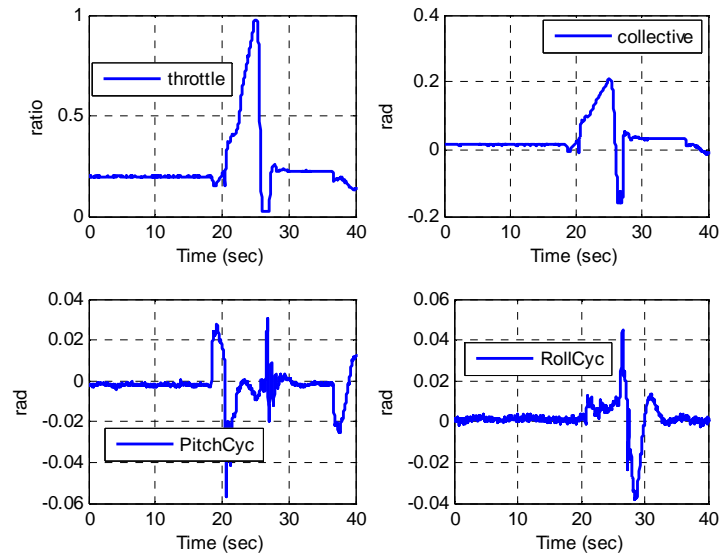 throttle
ratio
1
0.5
0
0 10 20 30 40
Time (sec)
collective
rad
0.4
0.2
0
-0.2
0 10 20 30 40
Time (sec)
PitchCyc
rad
0.04
0.02
0
-0.02
-0.04
-0.06
0 10 20 30 40
Time (sec)
RollCyc
rad
0.06
0.04
0.02
0
-0.02
-0.04
0 10 20 30 40
Time (sec)